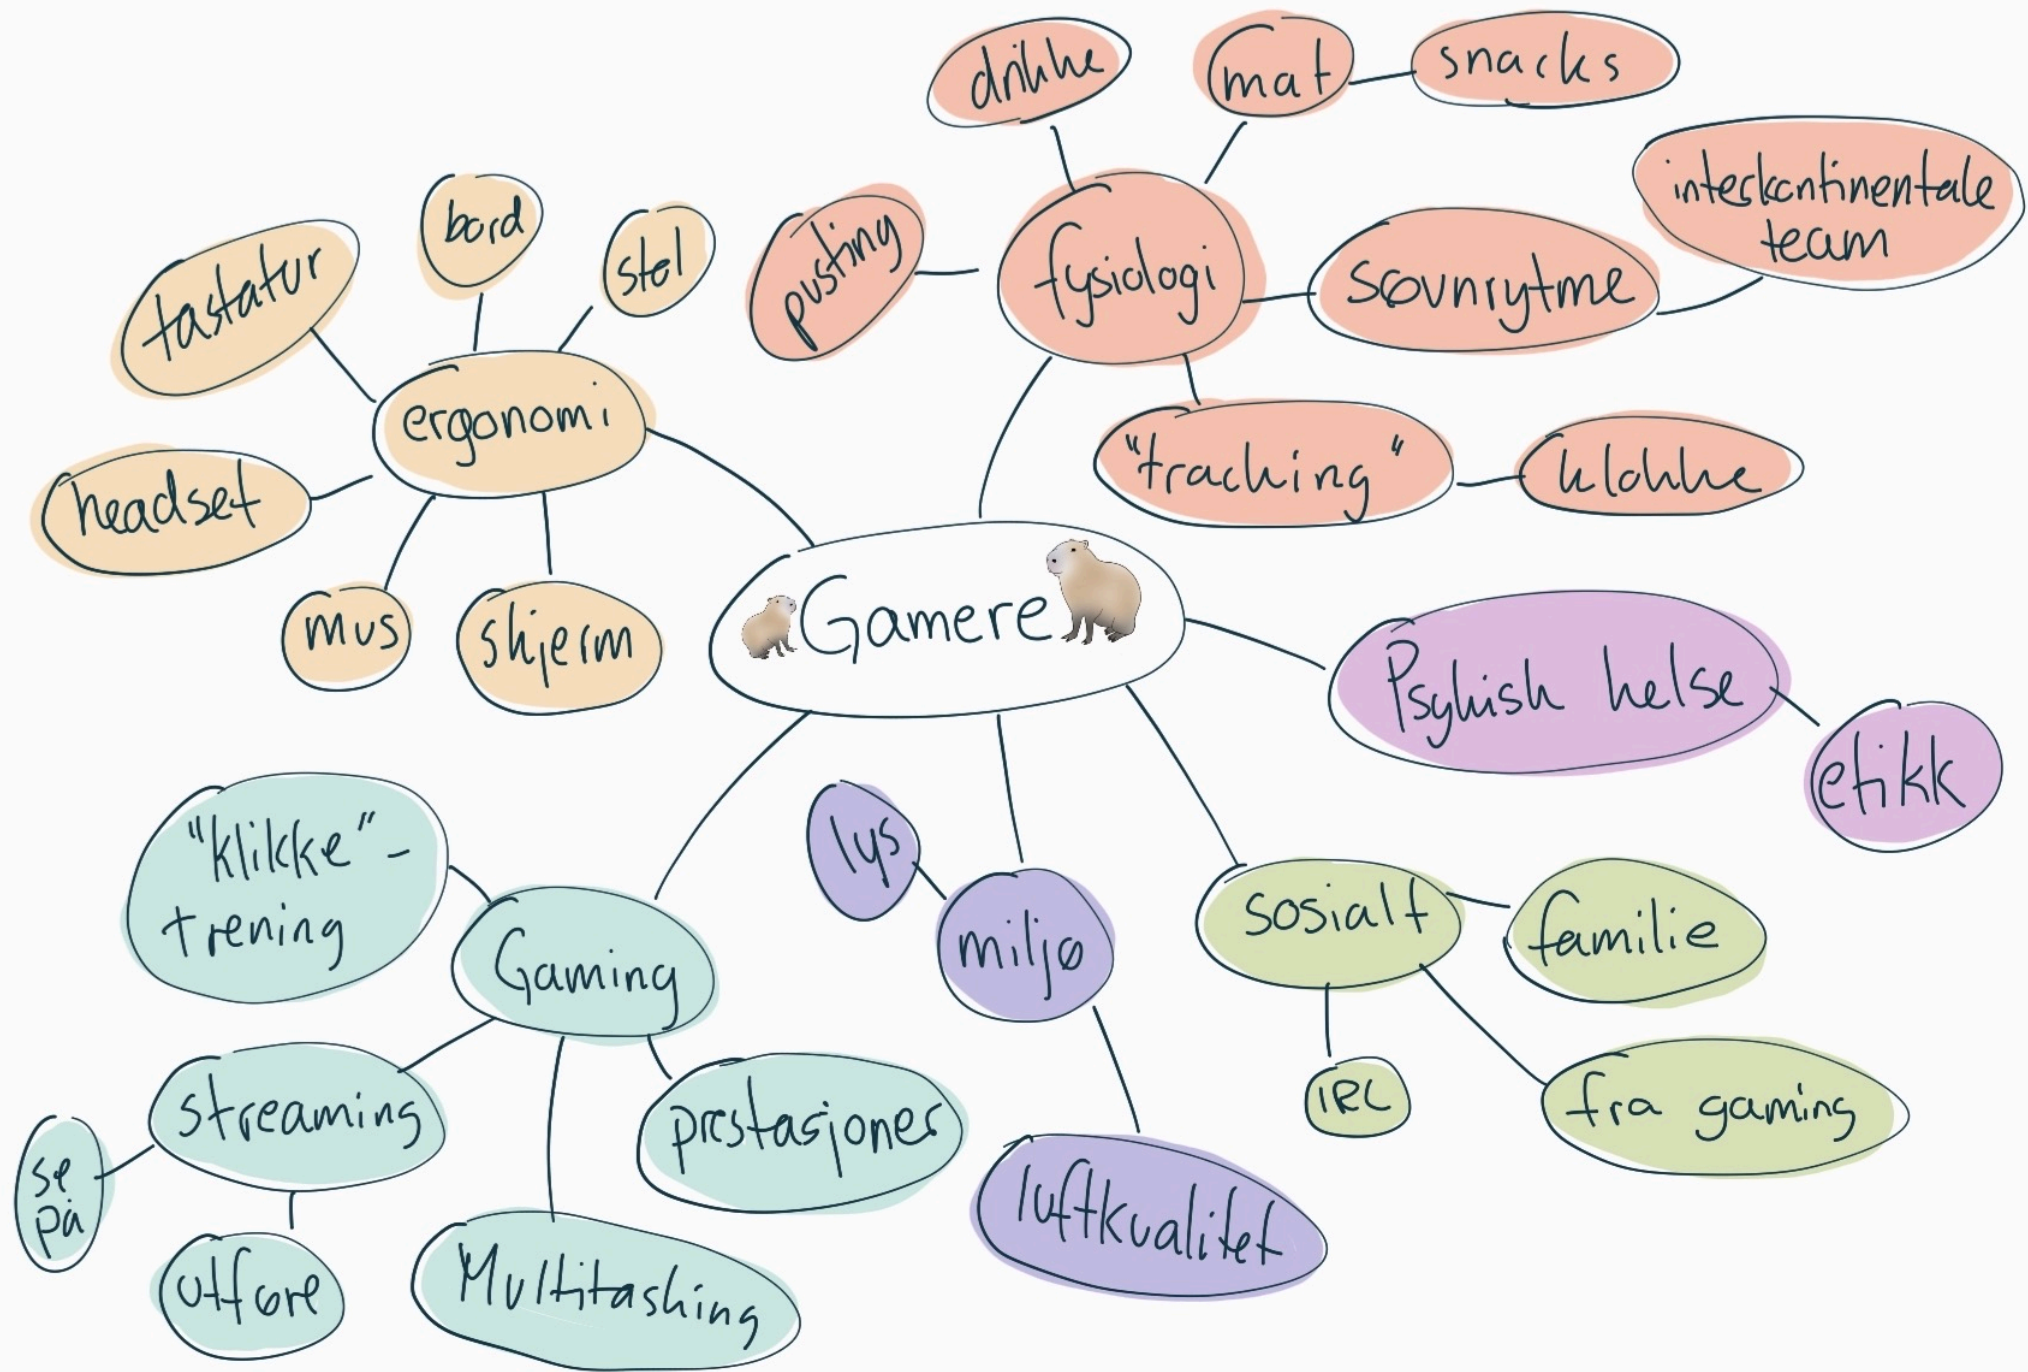 drikke
mat
snacks
interkontinentale
team
pusting
fysiologi
søvnrytme
"tracking"
klokke
bord
stol
tastatur
ergonomi
headset
mus
skjerm
Gamere
Psykisk helse
etikk
"klikke"-
trening
Gaming
streaming
se
på
utføre
Multitasking
prestasjoner
lys
miljø
luftkvalitet
sosialt
familie
IRL
fra gaming